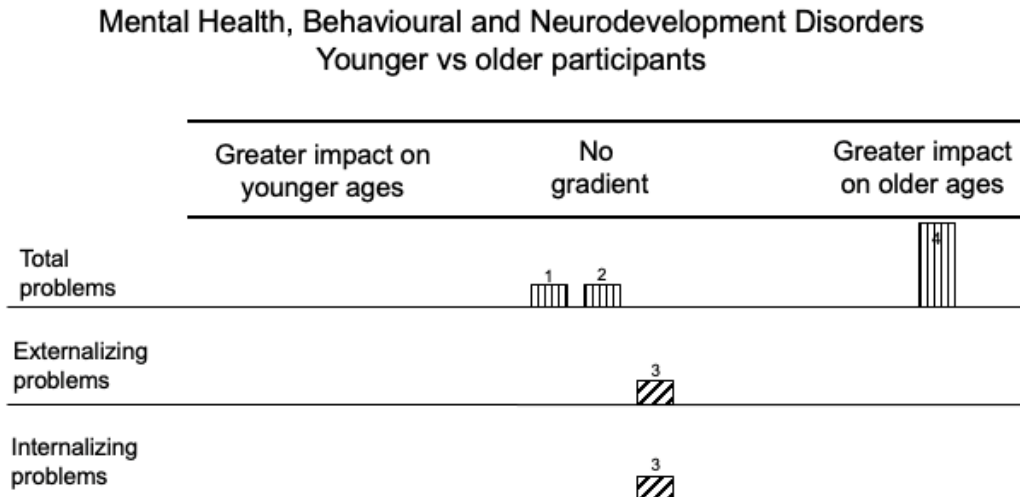 Mental Health, Behavioural and Neurodevelopment Disorders
Younger vs older participants
Greater impact on
younger ages
No
gradient
Greater impact
on older ages
Total
problems
1
2
4
Externalizing
problems
3
Internalizing
problems
3